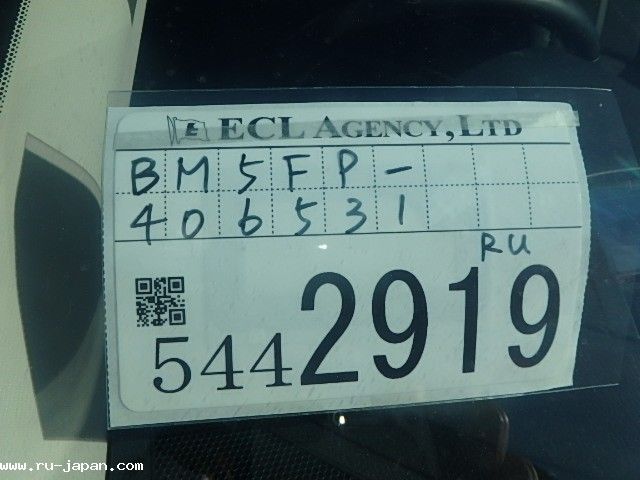 E ECL AGENCY, LTD
BM5FP-
406531
RU
5442919
www.ru-japan.com